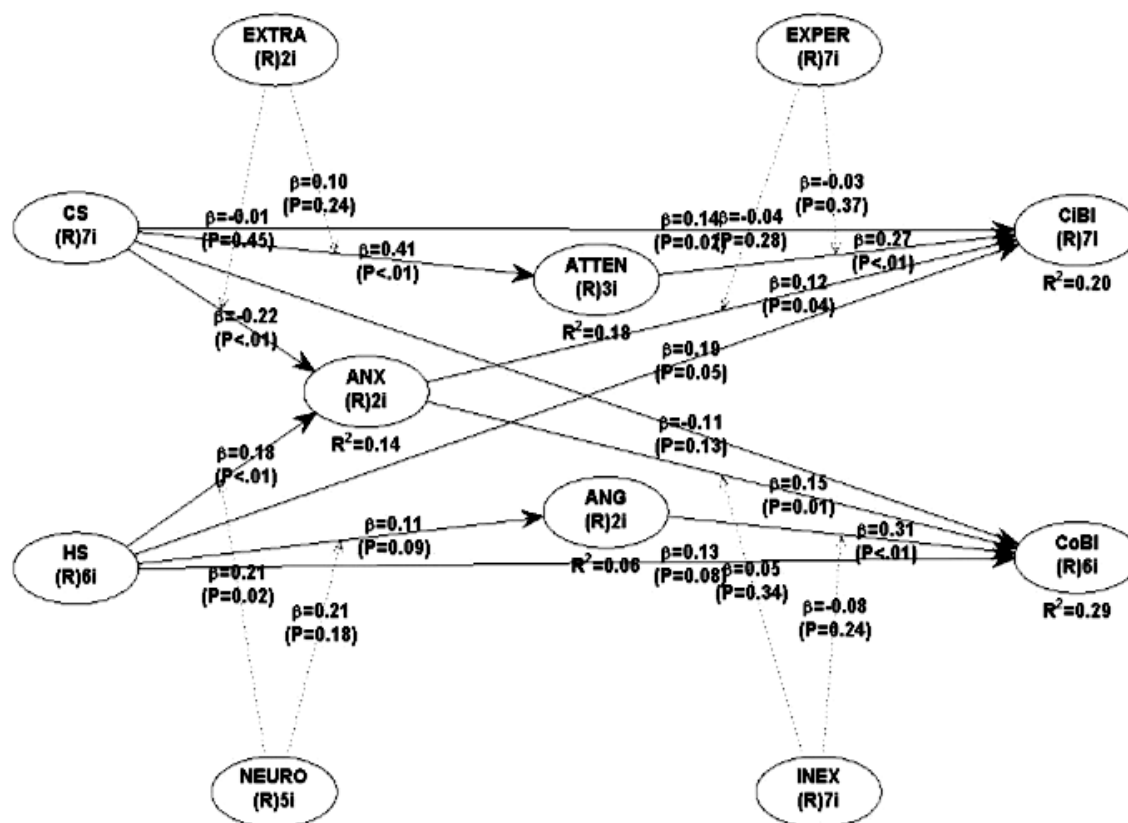 EXTRA
(R)2i
EXPER
(R)7i
β=0.10
(P=0.24)
β=-0.03
(P=0.37)
CS
(R)7i
β=-0.01
(P=0.45)
β=0.14
(P=0.02)
β=-0.04
(P=0.28)
CiBI
(R)7i
R²=0.20
β=0.41
(P<.01)
ATTEN
(R)3i
R²=0.18
β=0.27
(P<.01)
β=0.12
(P=0.04)
β=-0.22
(P<.01)
ANX
(R)2i
R²=0.14
β=0.19
(P=0.05)
β=-0.11
(P=0.13)
β=0.18
(P<.01)
β=0.15
(P=0.01)
ANG
(R)2i
R²=0.06
β=0.11
(P=0.09)
β=0.31
(P<.01)
HS
(R)6i
β=0.21
(P=0.02)
β=0.13
(P=0.08)
β=0.05
(P=0.34)
CoBI
(R)6i
R²=0.29
β=0.21
(P=0.18)
β=-0.08
(P=0.24)
NEURO
(R)5i
INEX
(R)7i